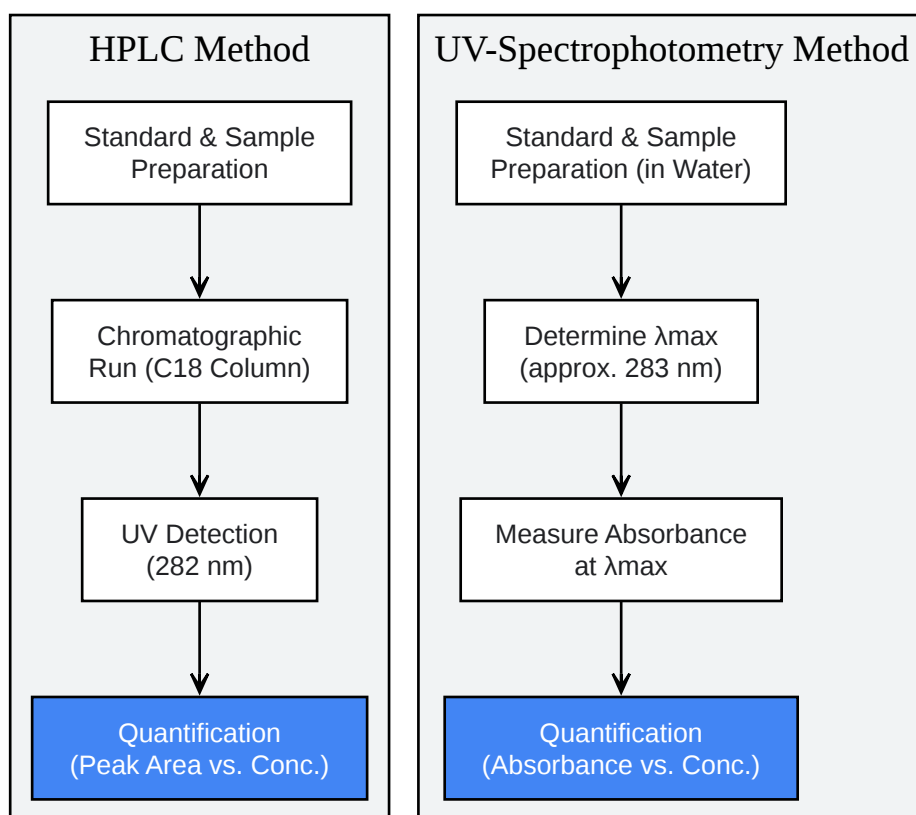 HPLC Method
Standard & Sample
Preparation
Chromatographic
Run (C18 Column)
UV Detection
(282 nm)
Quantification
(Peak Area vs. Conc.)
UV-Spectrophotometry Method
Standard & Sample
Preparation (in Water)
Determine λmax
(approx. 283 nm)
Measure Absorbance
at λmax
Quantification
(Absorbance vs. Conc.)